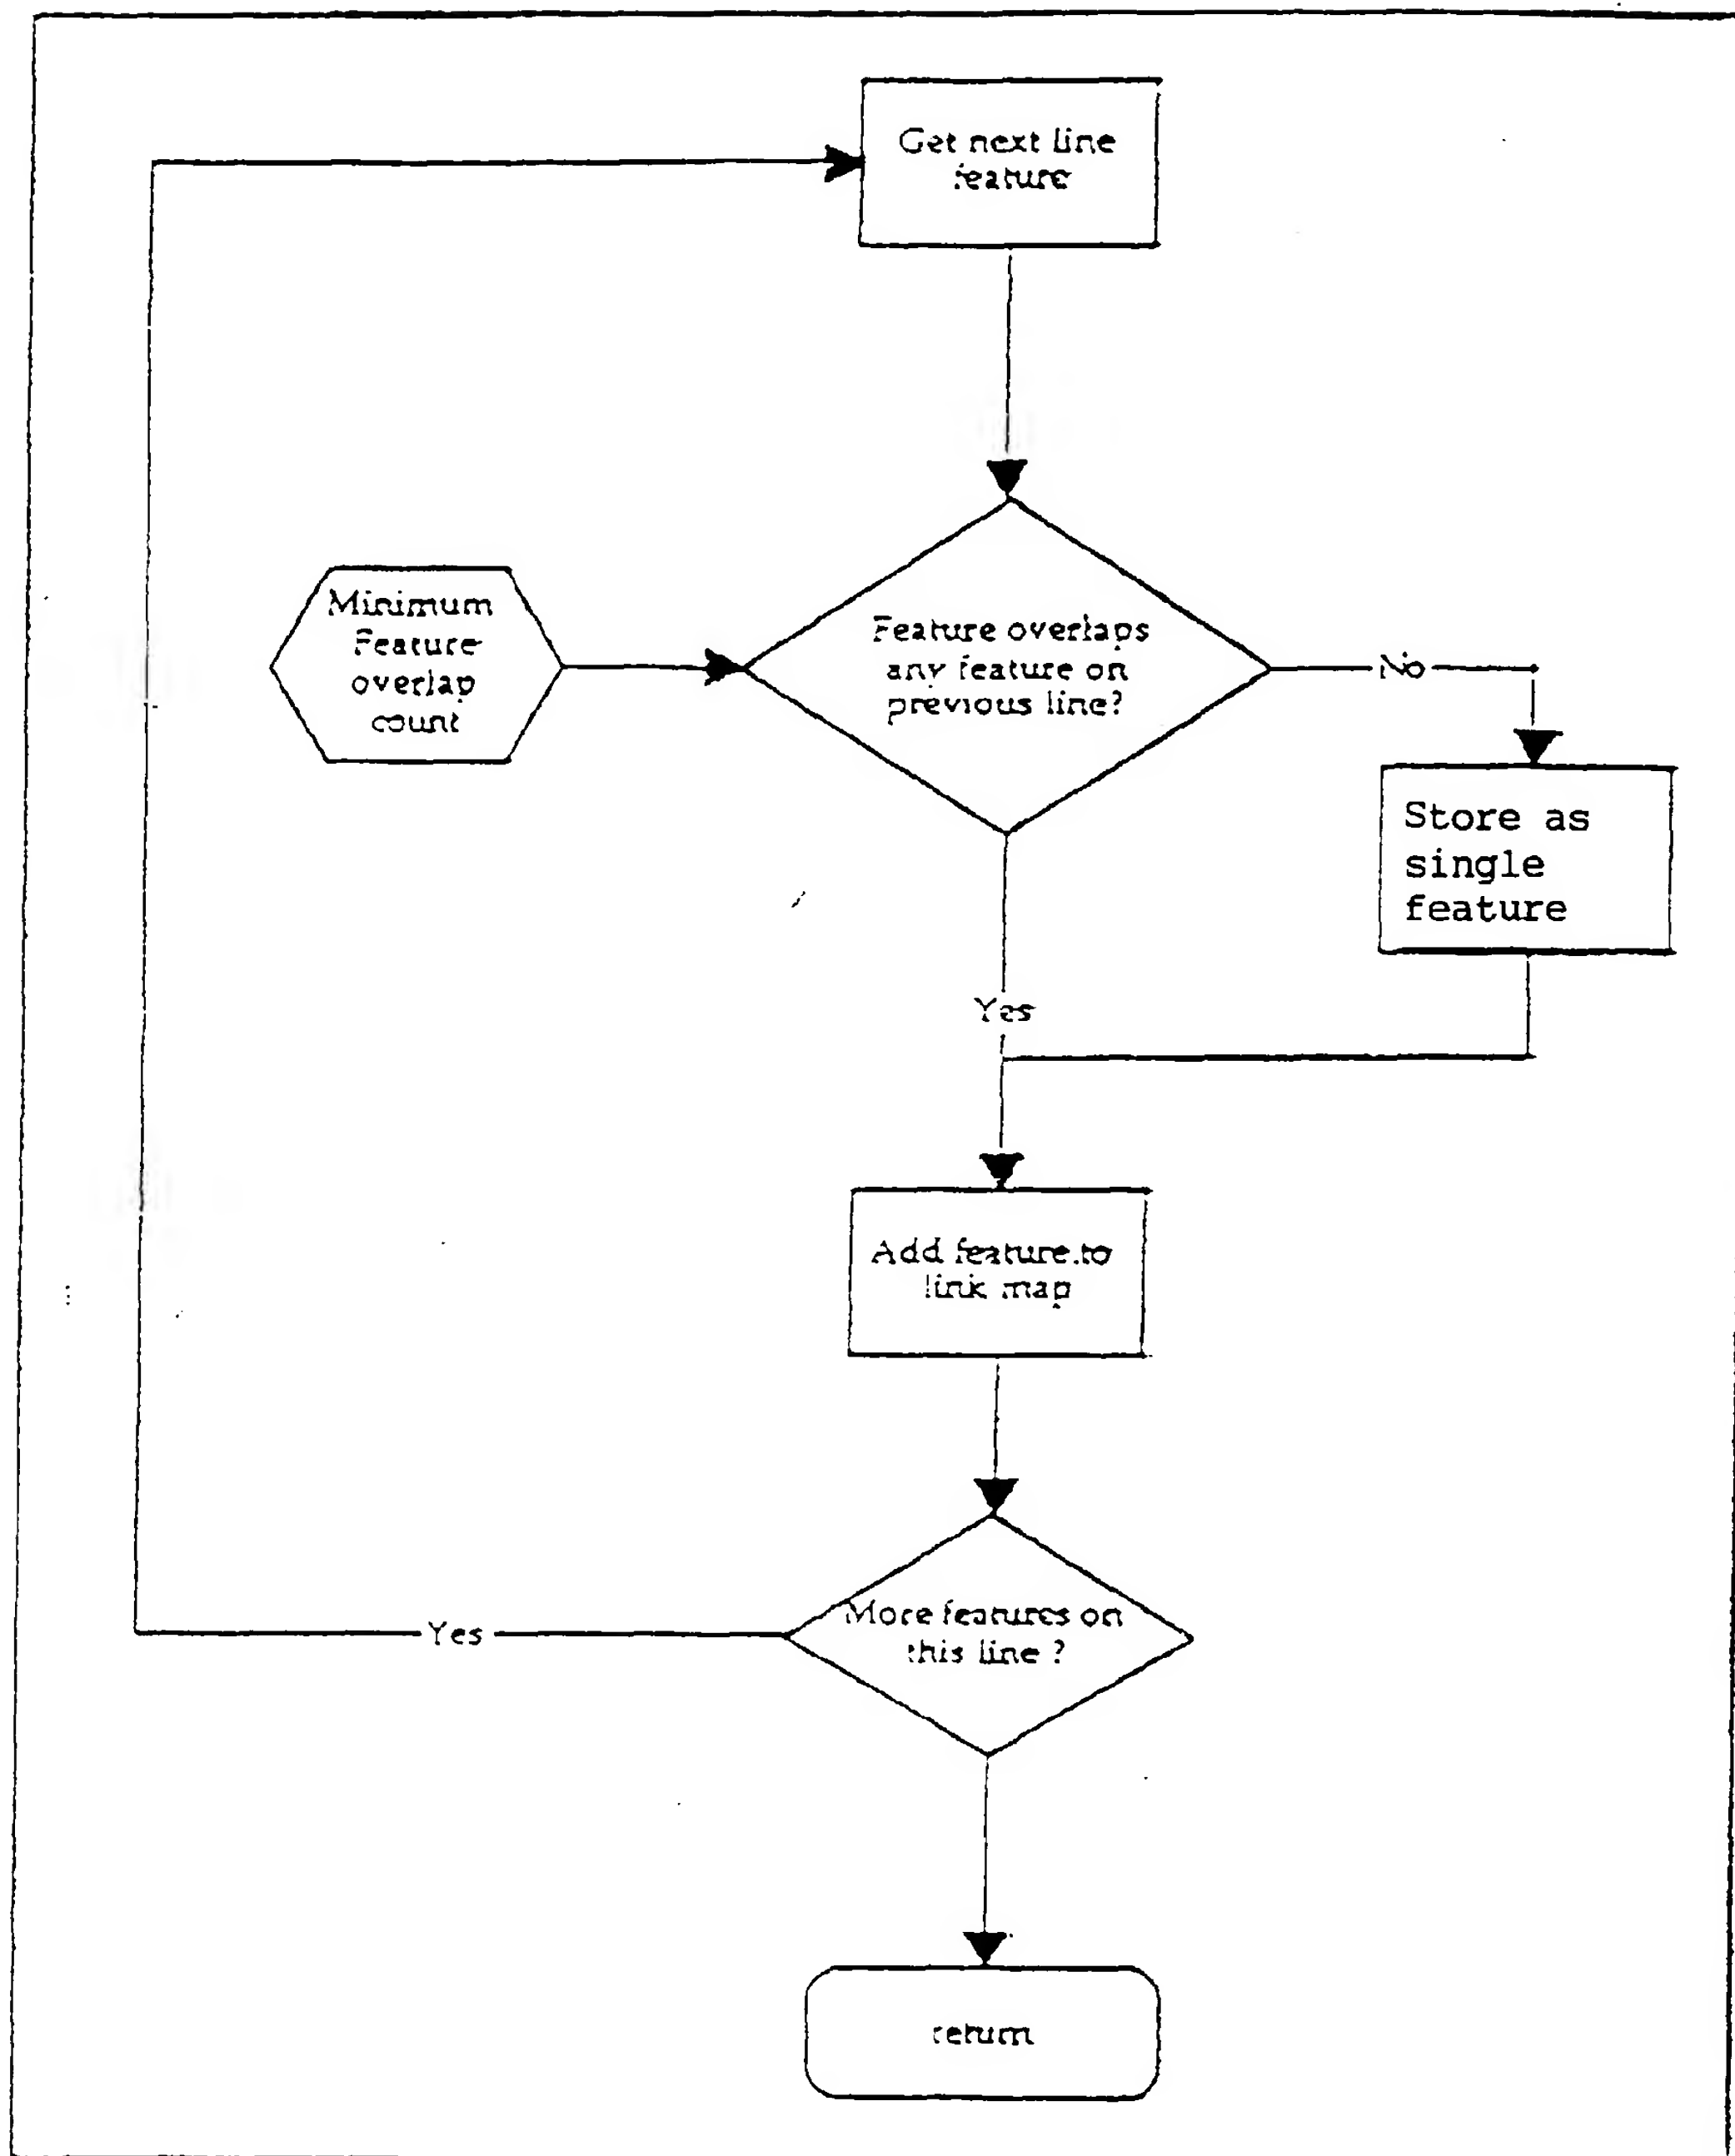 Get next line
feature
Minimum
Feature
overlap
count
Feature overlaps
any feature on
previous line?
No
Store as
single
feature
Yes
Add feature to
link map
More features on
this line ?
Yes
return